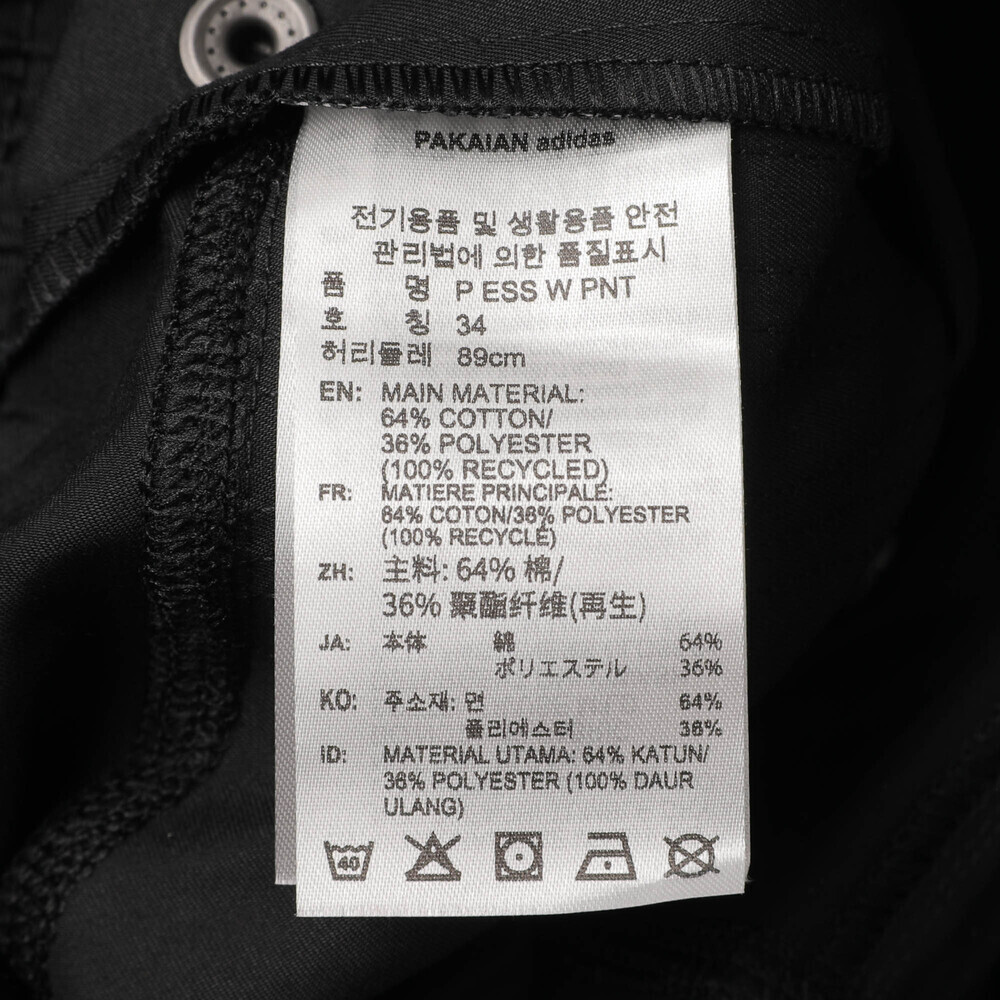 PAKAIAN adidas
전기용품 및 생활용품 안전
관리법에 의한 품질표시
품 명 P ESS W PNT
호 칭 34
허리둘레 89cm
EN: MAIN MATERIAL:
64% COTTON/
36% POLYESTER
(100% RECYCLED)
FR: MATIERE PRINCIPALE:
64% COTON/36% POLYESTER
(100% RECYCLÉ)
ZH: 主料: 64% 棉/
36% 聚酯纤维(再生)
JA: 本体 綿 64%
ポリエステル 36%
KO: 주소재: 면 64%
폴리에스터 36%
ID: MATERIAL UTAMA: 64% KATUN/
36% POLYESTER (100% DAUR
ULANG)
40